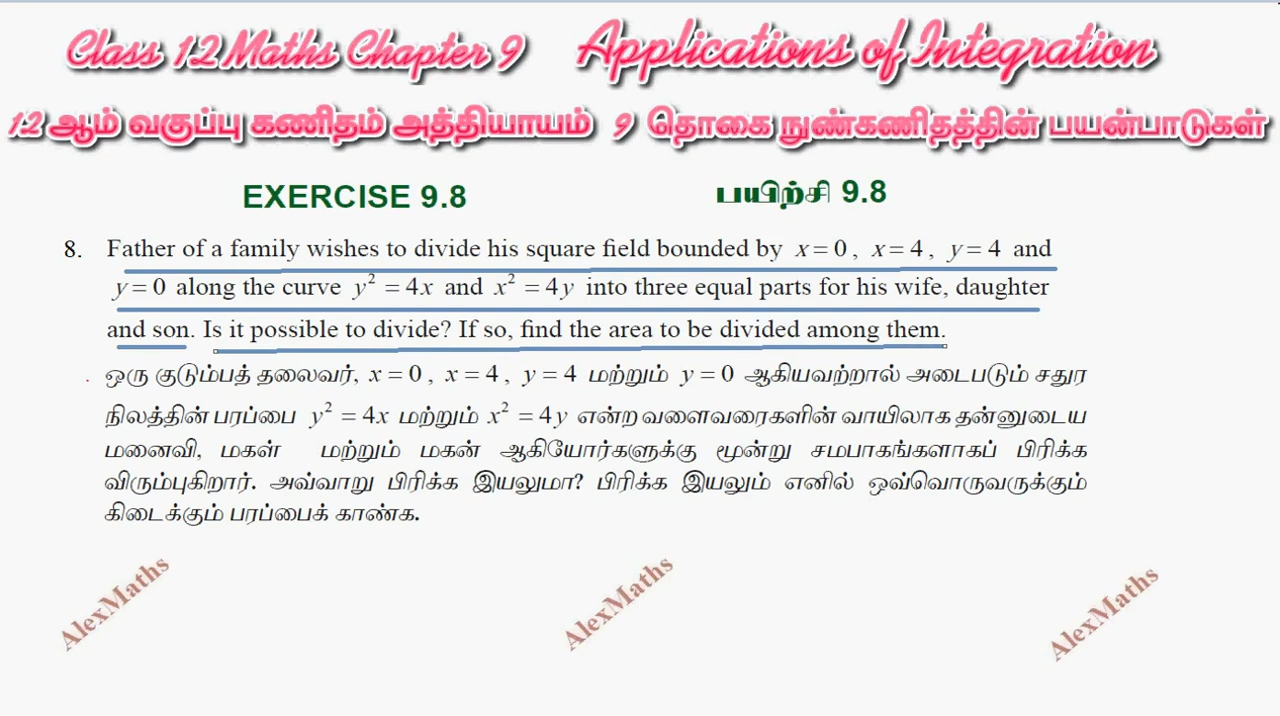 Class 12 Maths Chapter 9 Applications of Integration
12 ஆம் வகுப்பு கணிதம் அத்தியாயம் 9 தொகை நுண்கணிதத்தின் பயன்பாடுகள்
EXERCISE 9.8 பயிற்சி 9.8
8. Father of a family wishes to divide his square field bounded by x = 0 , x = 4 , y = 4 and
y = 0 along the curve y² = 4x and x² = 4y into three equal parts for his wife, daughter
and son. Is it possible to divide? If so, find the area to be divided among them.
ஒரு குடும்பத் தலைவர், x = 0 , x = 4 , y = 4 மற்றும் y = 0 ஆகியவற்றால் அடைபடும் சதுர
நிலத்தின் பரப்பை y² = 4x மற்றும் x² = 4y என்ற வளைவரைகளின் வாயிலாக தன்னுடைய
மனைவி, மகள் மற்றும் மகன் ஆகியோர்களுக்கு மூன்று சமபாகங்களாகப் பிரிக்க
விரும்புகிறார். அவ்வாறு பிரிக்க இயலுமா? பிரிக்க இயலும் எனில் ஒவ்வொருவருக்கும்
கிடைக்கும் பரப்பைக் காண்க.
AlexMaths AlexMaths AlexMaths